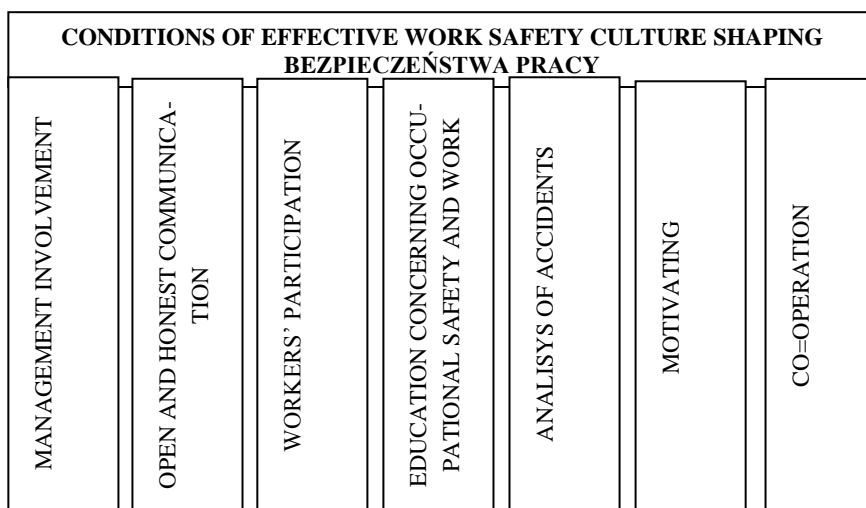 CONDITIONS OF EFFECTIVE WORK SAFETY CULTURE SHAPING
BEZPIECZEŃSTWA PRACY
MANAGEMENT INVOLVEMENT
OPEN AND HONEST COMMUNICA-
TION
WORKERS’ PARTICIPATION
EDUCATION CONCERNING OCCU-
PATIONAL SAFETY AND WORK
ANALISYS OF ACCIDENTS
MOTIVATING
CO=OPERATION